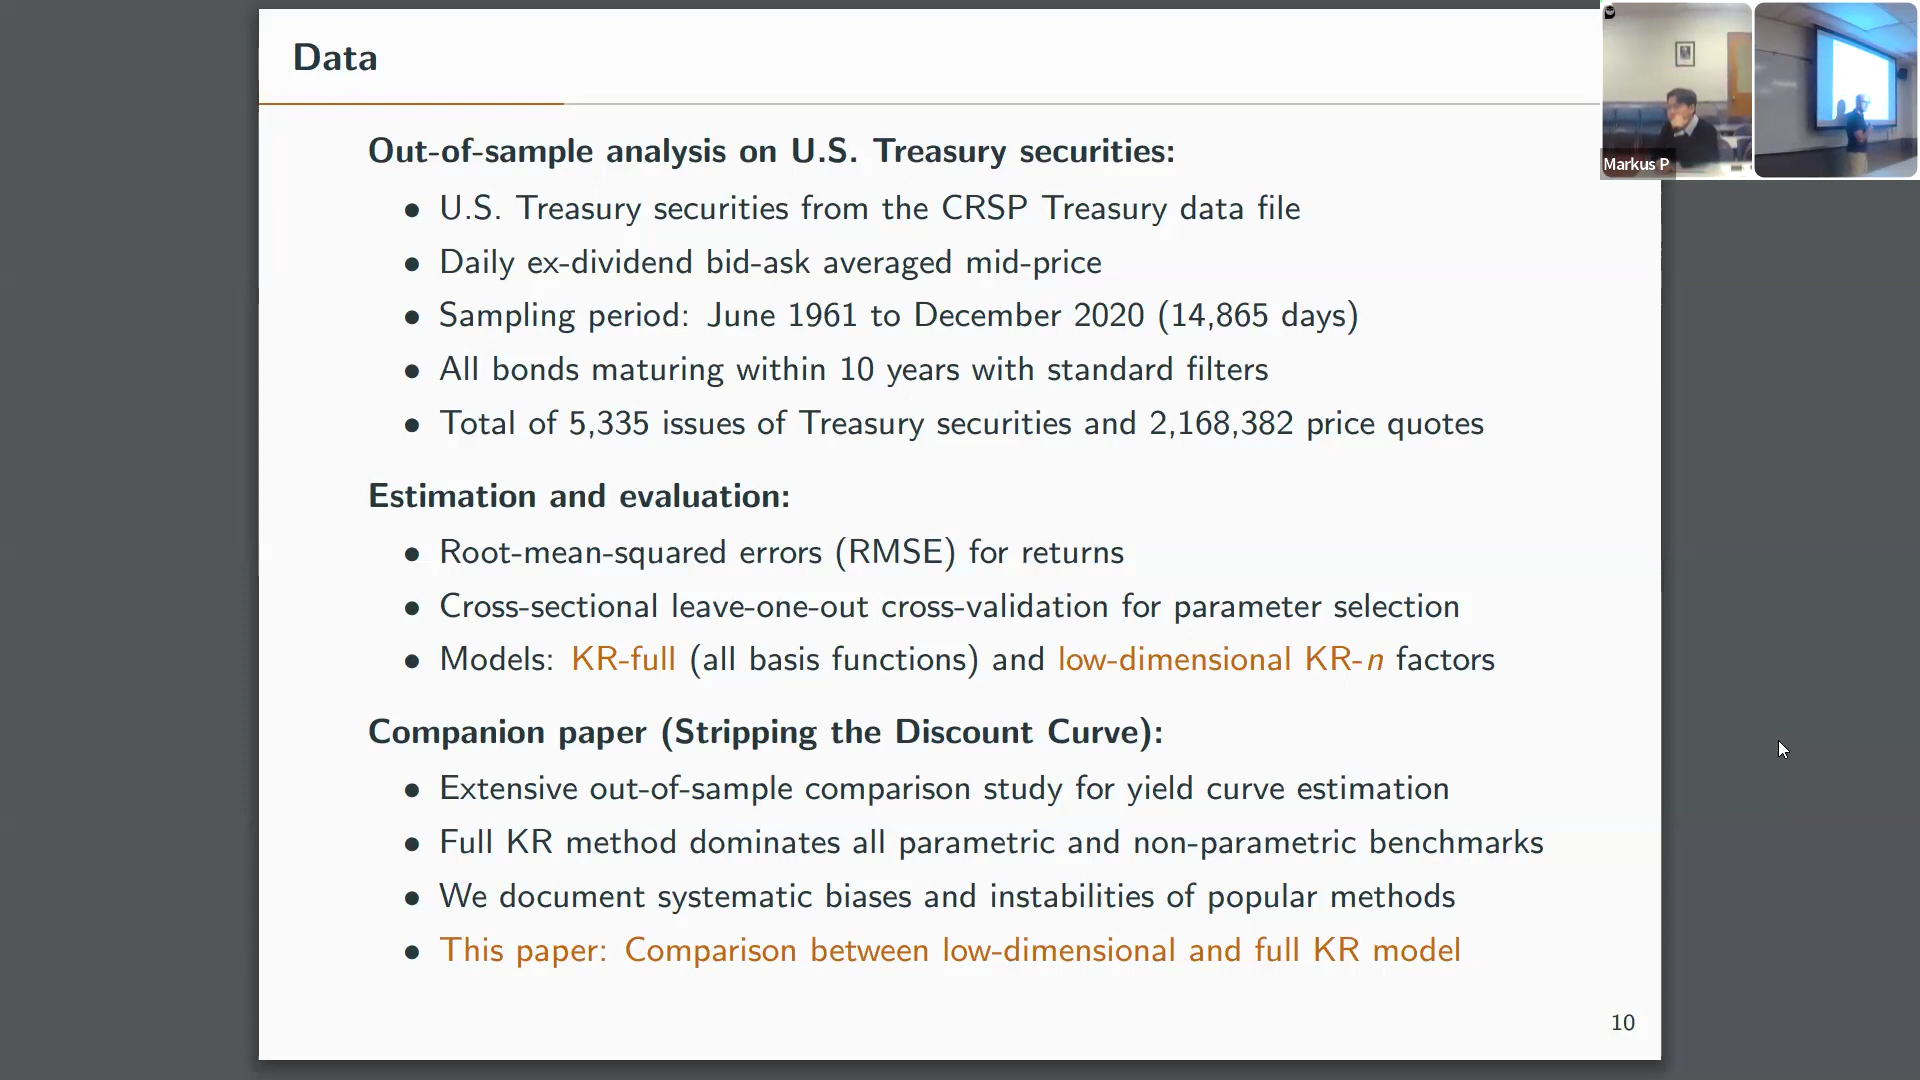 Data
Out-of-sample analysis on U.S. Treasury securities:
• U.S. Treasury securities from the CRSP Treasury data file
• Daily ex-dividend bid-ask averaged mid-price
• Sampling period: June 1961 to December 2020 (14,865 days)
• All bonds maturing within 10 years with standard filters
• Total of 5,335 issues of Treasury securities and 2,168,382 price quotes
Estimation and evaluation:
• Root-mean-squared errors (RMSE) for returns
• Cross-sectional leave-one-out cross-validation for parameter selection
• Models: KR-full (all basis functions) and low-dimensional KR-n factors
Companion paper (Stripping the Discount Curve):
• Extensive out-of-sample comparison study for yield curve estimation
• Full KR method dominates all parametric and non-parametric benchmarks
• We document systematic biases and instabilities of popular methods
• This paper: Comparison between low-dimensional and full KR model
10
Markus P